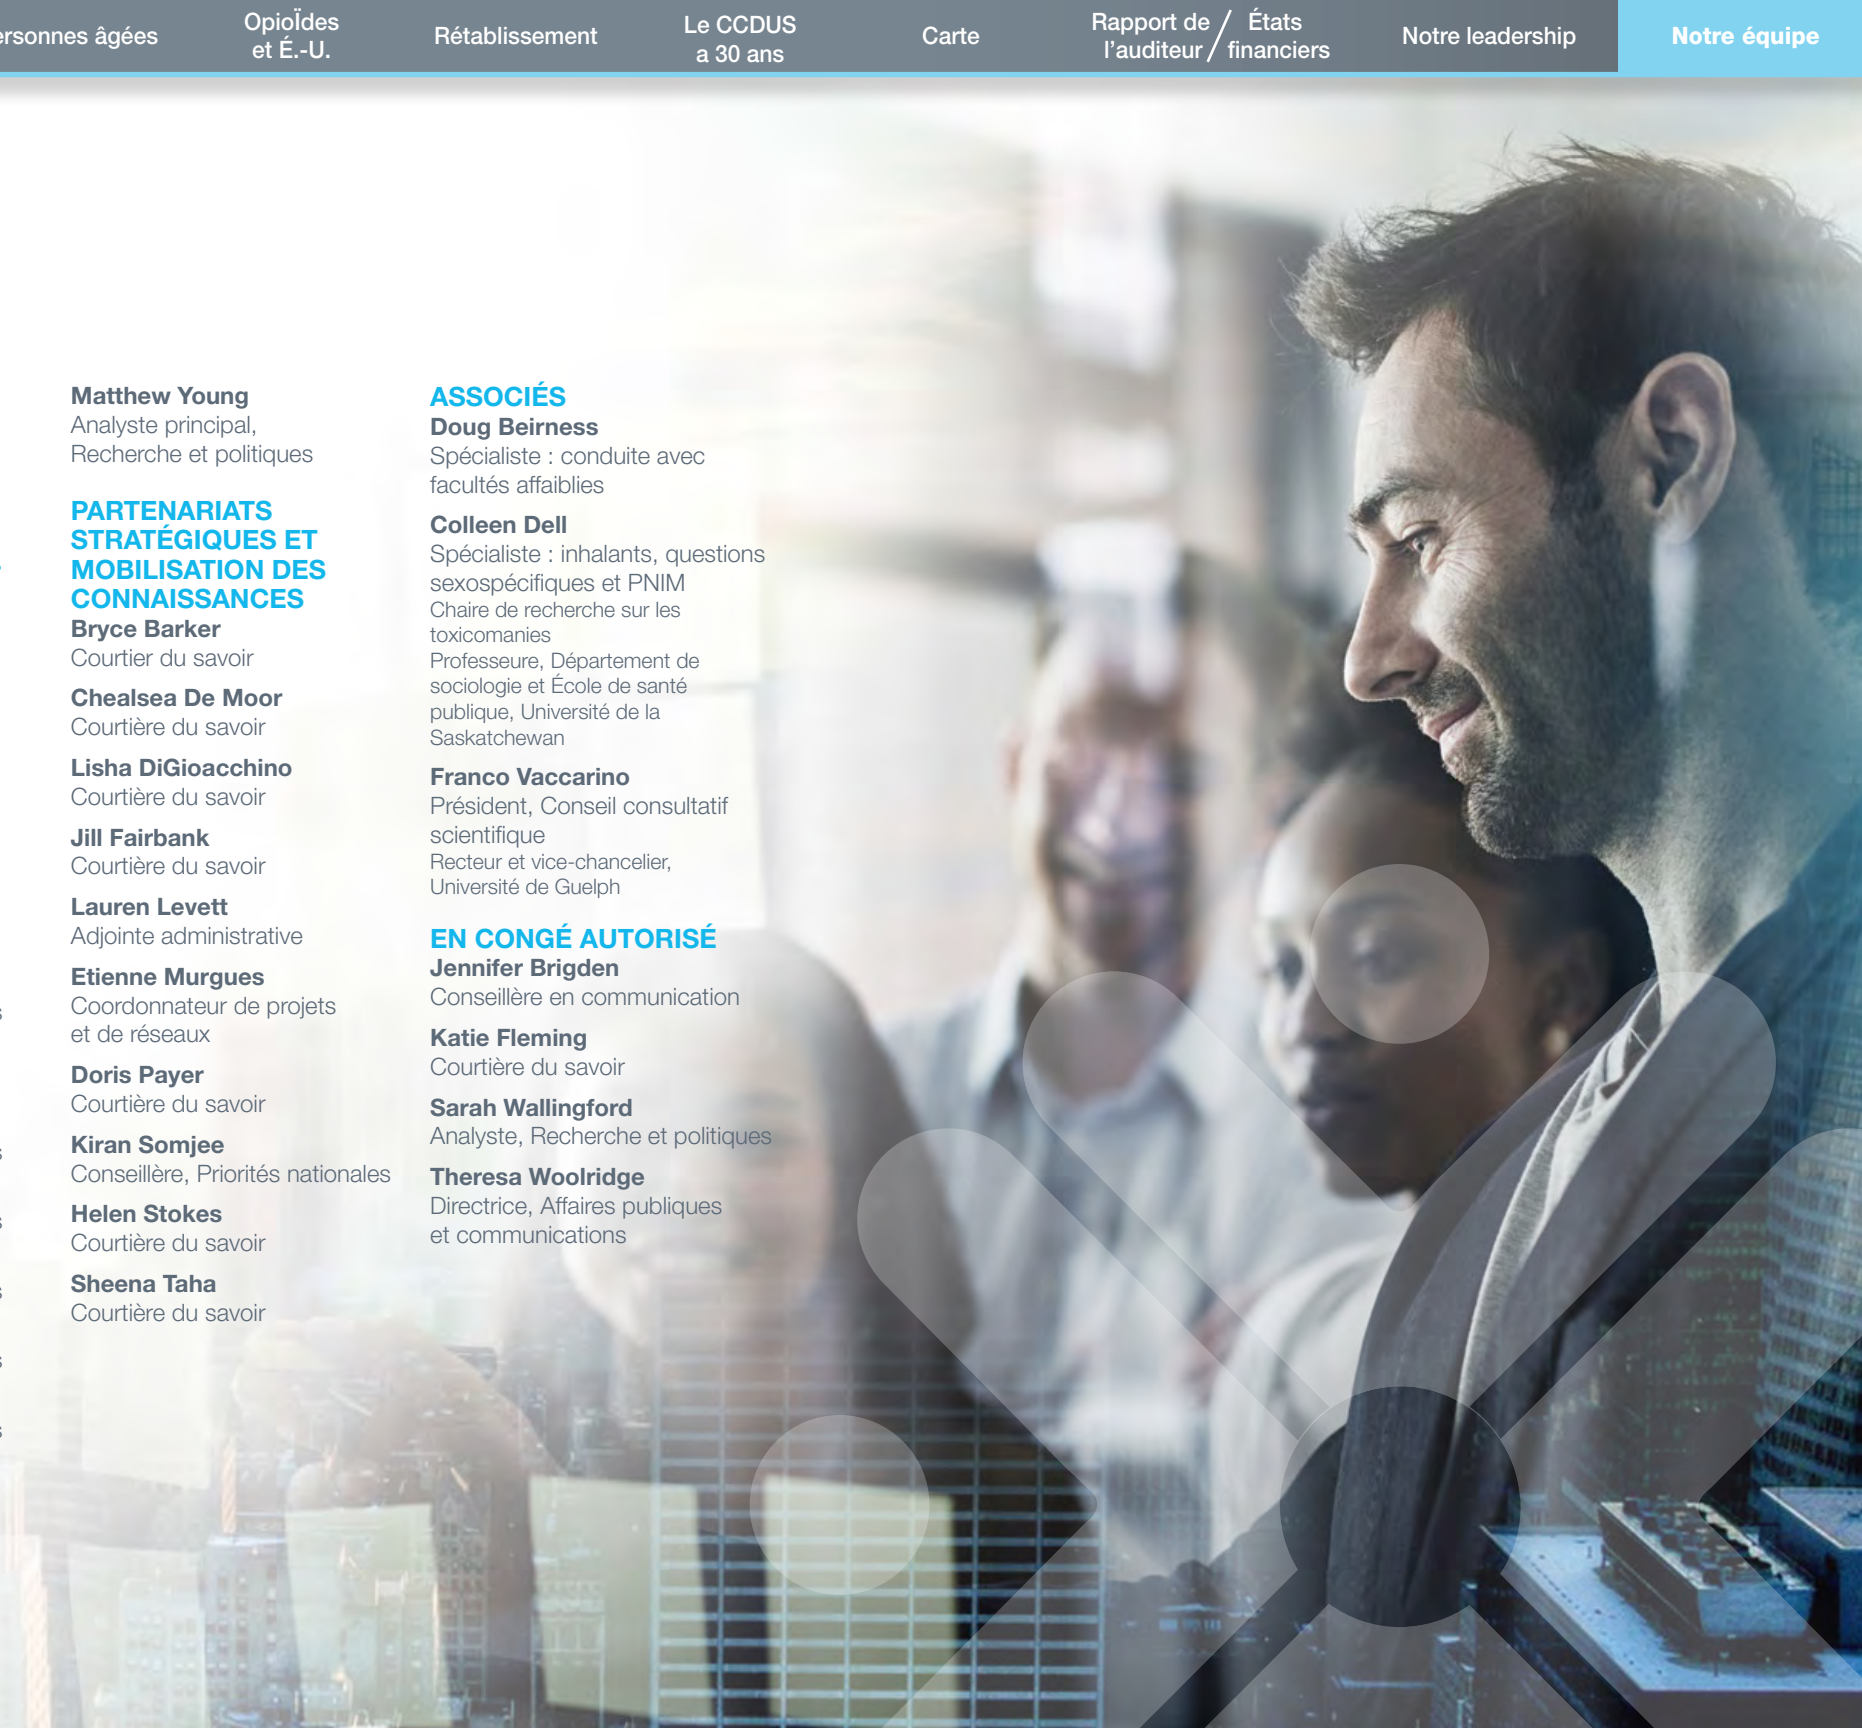 Opioïdes
et É.-U.
Rétablissement
Le CCDUS
a 30 ans
Carte
Rapport de
l'auditeur
États
financiers
Notre leadership
Notre équipe
Matthew Young
Analyste principal,
Recherche et politiques
PARTENARIATS
STRATÉGIQUES ET
MOBILISATION DES
CONNAISSANCES
Bryce Barker
Courtier du savoir
Chealsea De Moor
Courtière du savoir
Lisha DiGioacchino
Courtière du savoir
Jill Fairbank
Courtière du savoir
Lauren Levett
Adjointe administrative
Etienne Murgues
Coordonnateur de projets
et de réseaux
Doris Payer
Courtière du savoir
Kiran Somjee
Conseillère, Priorités nationales
Helen Stokes
Courtière du savoir
Sheena Taha
Courtière du savoir
ASSOCIÉS
Doug Beirness
Spécialiste : conduite avec
facultés affaiblies
Colleen Dell
Spécialiste : inhalants, questions
sexospécifiques et PNIM
Chaire de recherche sur les
toxicomanies
Professeure, Département de
sociologie et École de santé
publique, Université de la
Saskatchewan
Franco Vaccarino
Président, Conseil consultatif
scientifique
Recteur et vice-chancelier,
Université de Guelph
EN CONGÉ AUTORISÉ
Jennifer Brigden
Conseillère en communication
Katie Fleming
Courtière du savoir
Sarah Wallingford
Analyste, Recherche et politiques
Theresa Woolridge
Directrice, Affaires publiques
et communications